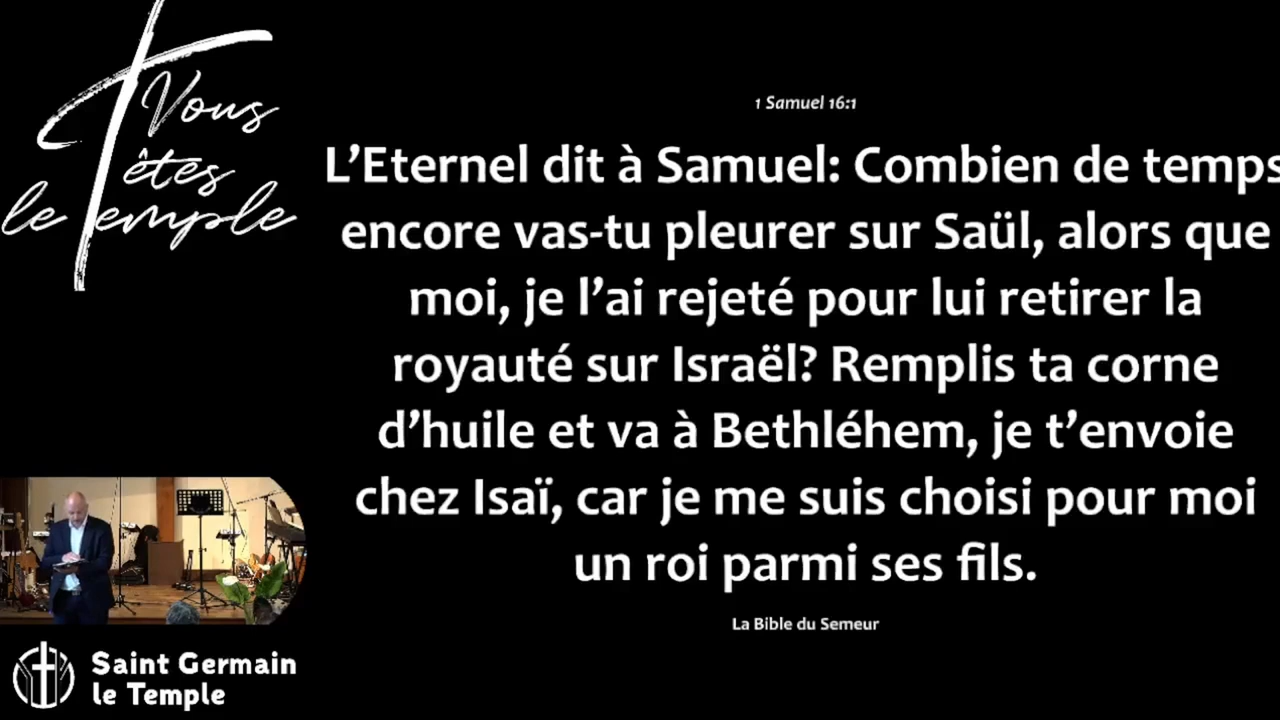 Vous
êtes
le Temple
1 Samuel 16:1
L’Eternel dit à Samuel: Combien de temps
encore vas-tu pleurer sur Saül, alors que
moi, je l’ai rejeté pour lui retirer la
royauté sur Israël? Remplis ta corne
d’huile et va à Bethléhem, je t’envoie
chez Isaï, car je me suis choisi pour moi
un roi parmi ses fils.
La Bible du Semeur
Saint Germain
le Temple